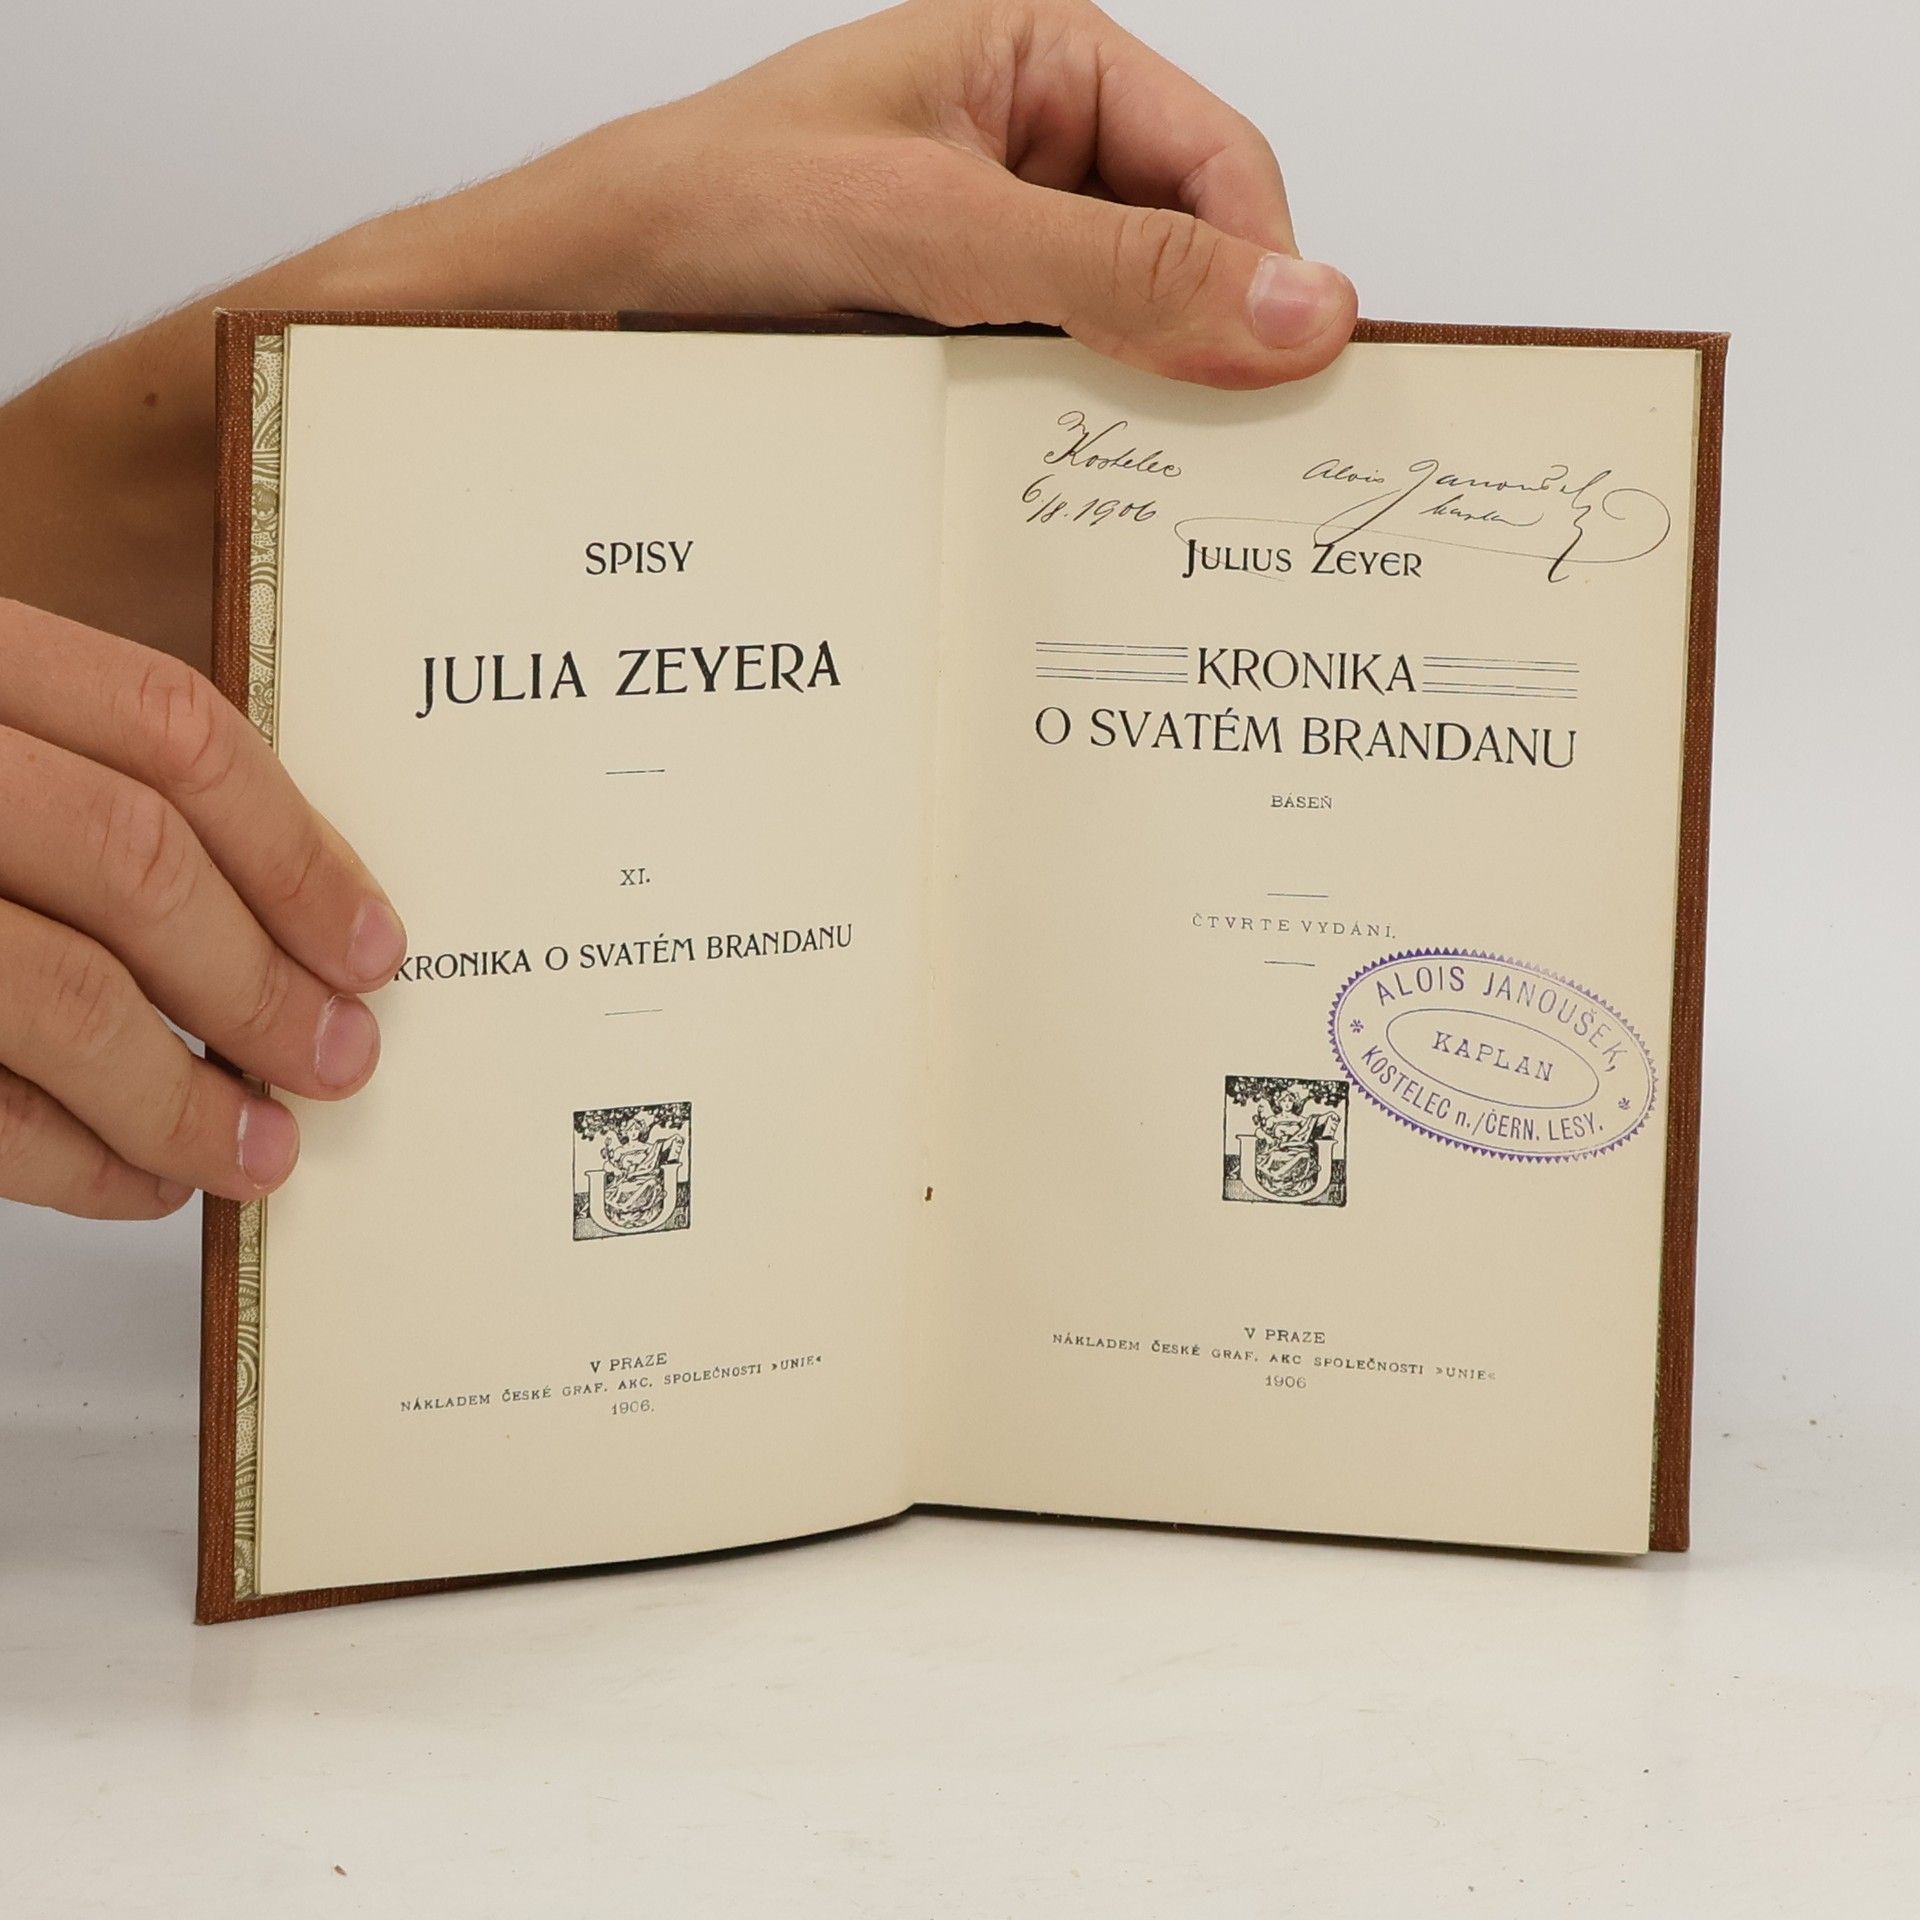 SPISY
JULIA ZEYERA
XI.
KRONIKA O SVATÉM BRANDANU
V PRAZE
NÁKLADEM ČESKÉ GRAF. AKC. SPOLEČNOSTI »UNIE«
1906.
Kostelec
6./8. 1906
Alois Janoušek
kaplan
JULIUS ZEYER
KRONIKA
O SVATÉM BRANDANU
BÁSEŇ
ČTVRTE VYDÁNÍ.
ALOIS JANOUŠEK,
KAPLAN
KOSTELEC n./ČERN. LESY.
V PRAZE
NÁKLADEM ČESKÉ GRAF. AKC SPOLEČNOSTI »UNIE«
1906